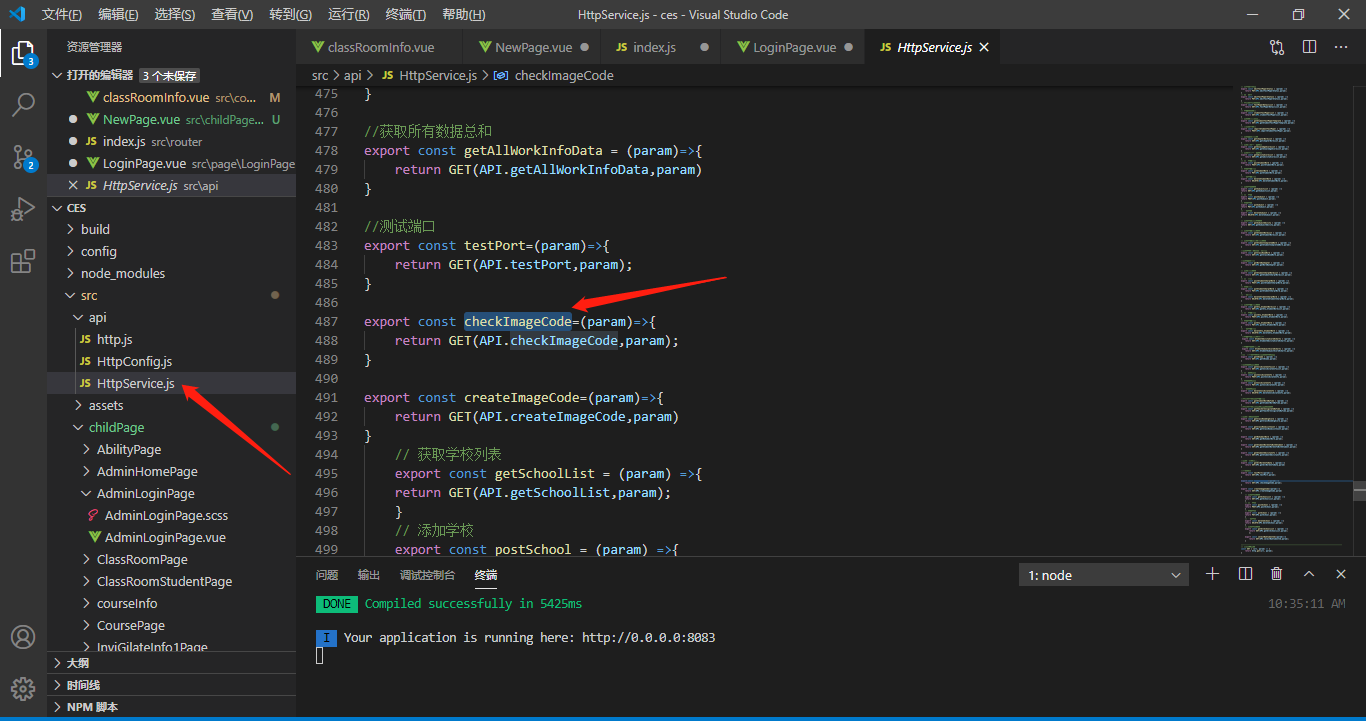 文件(F) 编辑(E) 选择(S) 查看(V) 转到(G) 运行(R) 终端(T) 帮助(H) HttpService.js - ces - Visual Studio Code
资源管理器
打开的编辑器 3 个未保存
classRoomInfo.vue src\co... M
NewPage.vue src\childPage... U
JS index.js src\router
LoginPage.vue src\page\LoginPage
JS HttpService.js src\api
CES
build
config
node_modules
src
api
JS http.js
JS HttpConfig.js
JS HttpService.js
assets
childPage
AbilityPage
AdminHomePage
AdminLoginPage
AdminLoginPage.scss
AdminLoginPage.vue
ClassRoomPage
ClassRoomStudentPage
courseInfo
CoursePage
InviGilateInfo1Page
大纲
时间线
NPM 脚本
3
2
classRoomInfo.vue NewPage.vue JS index.js LoginPage.vue JS HttpService.js
src > api > JS HttpService.js > checkImageCode
475 }
476
477 //获取所有数据总和
478 export const getAllWorkInfoData = (param)=>{
479 return GET(API.getAllWorkInfoData,param)
480 }
481
482 //测试端口
483 export const testPort=(param)=>{
484 return GET(API.testPort,param);
485 }
486
487 export const checkImageCode=(param)=>{
488 return GET(API.checkImageCode,param);
489 }
490
491 export const createImageCode=(param)=>{
492 return GET(API.createImageCode,param)
493 }
494 // 获取学校列表
495 export const getSchoolList = (param) =>{
496 return GET(API.getSchoolList,param);
497 }
498 // 添加学校
499 export const postSchool = (param) =>{
问题 输出 调试控制台 终端 1: node
DONE Compiled successfully in 5425ms 10:35:11 AM
I Your application is running here: http://0.0.0.0:8083